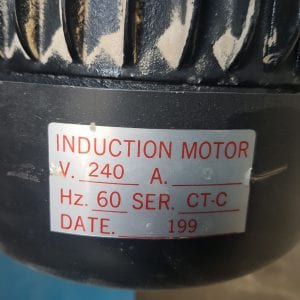 INDUCTION MOTOR
V. 240 A.
Hz. 60 SER. CT-C
DATE. 199